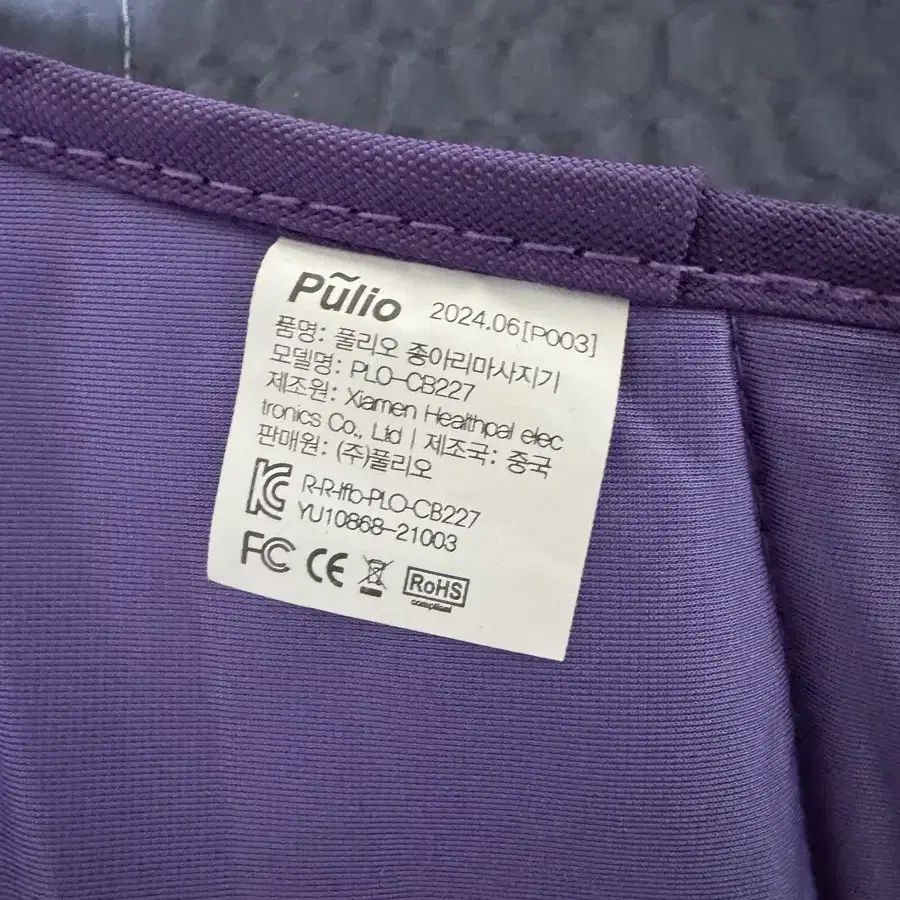 Pulio 2024.06[P003]
품명: 풀리오 종아리마사지기
모델명: PLO-CB227
제조원: Xiamen Healthpal elec
tronics Co., Ltd | 제조국: 중국
판매원: (주)풀리오
R-R-Hfb-PLO-CB227
YU10868-21003
FC CE RoHS
compliant